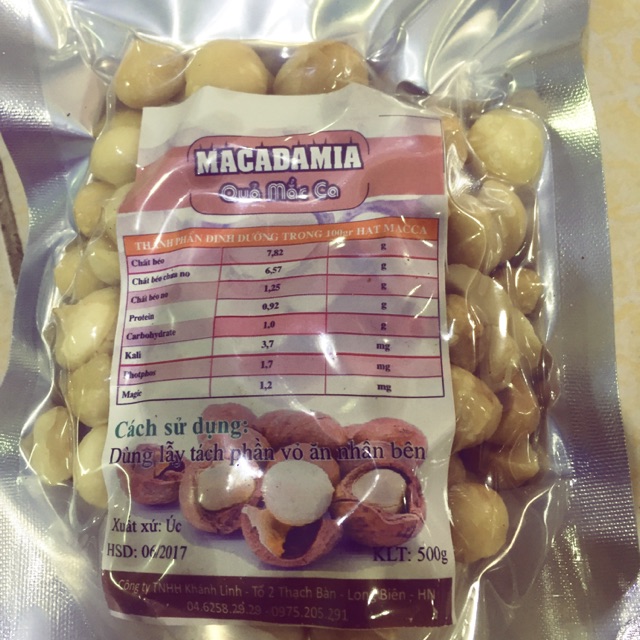 MACADAMIA
Quả Mắc Ca
THÀNH PHẦN DINH DƯỠNG TRONG 100gr HẠT MACCA
Chất béo 7,82 g
Chất béo chưa no 6,57 g
Chất béo no 1,25 g
Protein 0,92 g
Carbohydrate 1,0 g
Kali 3,7 mg
Photpho 1,7 mg
Magie 1,2 mg
Cách sử dụng:
Dùng lẫy tách phần vỏ ăn nhân bên
Xuất xứ: Úc
HSD: 06/2017
KLT: 500g
Công ty TNHH Khánh Linh - Tổ 2 Thạch Bàn - Long Biên - HN
04.6258.29.29 - 0975.205.291